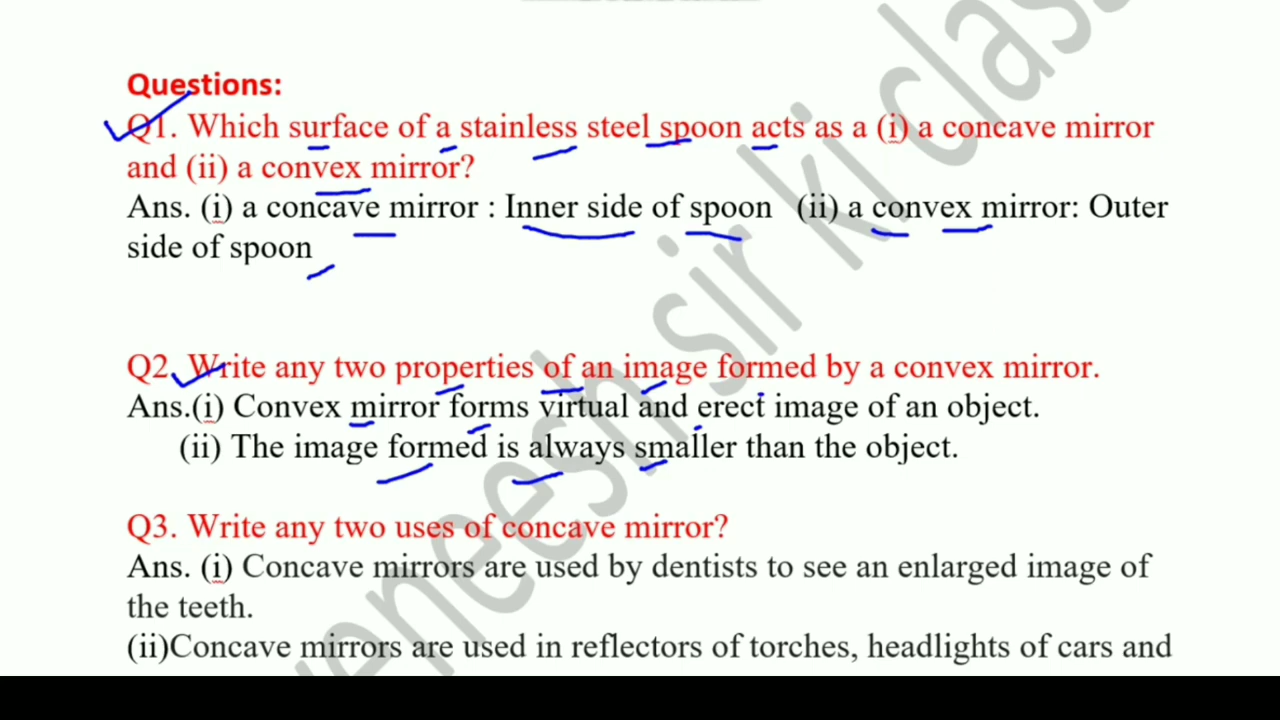 Questions:
Q1. Which surface of a stainless steel spoon acts as a (i) a concave mirror
and (ii) a convex mirror?
Ans. (i) a concave mirror : Inner side of spoon (ii) a convex mirror: Outer
side of spoon
Q2. Write any two properties of an image formed by a convex mirror.
Ans.(i) Convex mirror forms virtual and erect image of an object.
(ii) The image formed is always smaller than the object.
Q3. Write any two uses of concave mirror?
Ans. (i) Concave mirrors are used by dentists to see an enlarged image of
the teeth.
(ii)Concave mirrors are used in reflectors of torches, headlights of cars and
sir ki